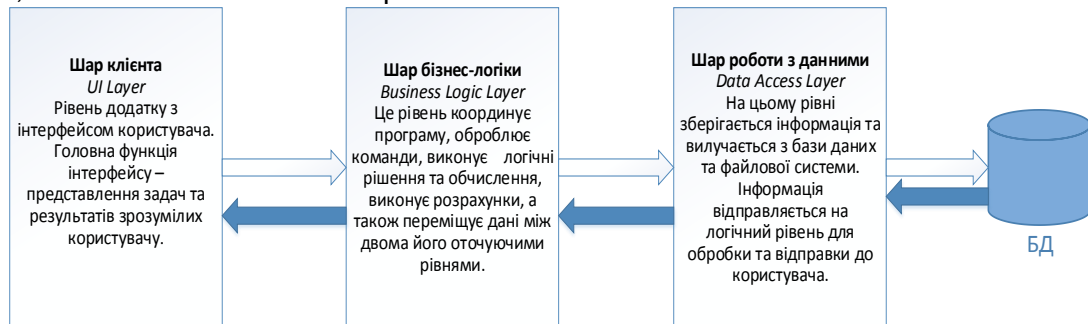 Шар клієнта
UI Layer
Рівень додатку з
інтерфейсом користувача.
Головна функція
інтерфейсу –
представлення задач та
результатів зрозумілих
користувачу.
Шар бізнес-логіки
Business Logic Layer
Це рівень координує
програму, оброблює
команди, виконує логічні
рішення та обчислення,
виконує розрахунки, а
також переміщує дані між
двома його оточуючими
рівнями.
Шар роботи з данними
Data Access Layer
На цьому рівні
зберігається інформація та
вилучається з бази даних
та файлової системи.
Інформація
відправляється на
логічний рівень для
обробки та відправки до
користувача.
БД